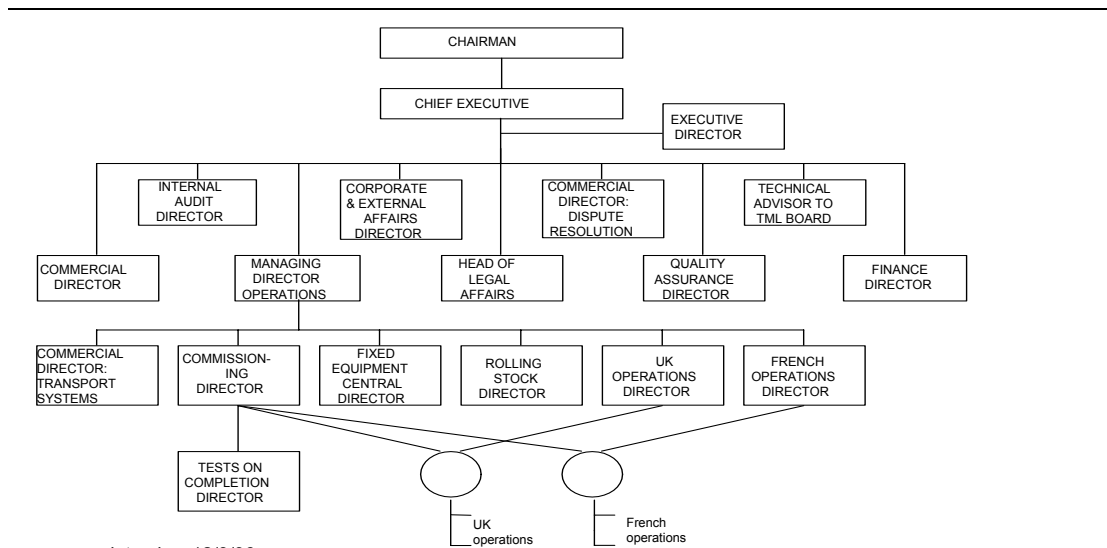 CHAIRMAN
CHIEF EXECUTIVE
EXECUTIVE
DIRECTOR
INTERNAL
AUDIT
DIRECTOR
CORPORATE
& EXTERNAL
AFFAIRS
DIRECTOR
COMMERCIAL
DIRECTOR:
DISPUTE
RESOLUTION
TECHNICAL
ADVISOR TO
TML BOARD
COMMERCIAL
DIRECTOR
MANAGING
DIRECTOR
OPERATIONS
HEAD OF
LEGAL
AFFAIRS
QUALITY
ASSURANCE
DIRECTOR
FINANCE
DIRECTOR
COMMERCIAL
DIRECTOR:
TRANSPORT
SYSTEMS
COMMISSION-
ING
DIRECTOR
FIXED
EQUIPMENT
CENTRAL
DIRECTOR
ROLLING
STOCK
DIRECTOR
UK
OPERATIONS
DIRECTOR
FRENCH
OPERATIONS
DIRECTOR
TESTS ON
COMPLETION
DIRECTOR
UK
operations
French
operations